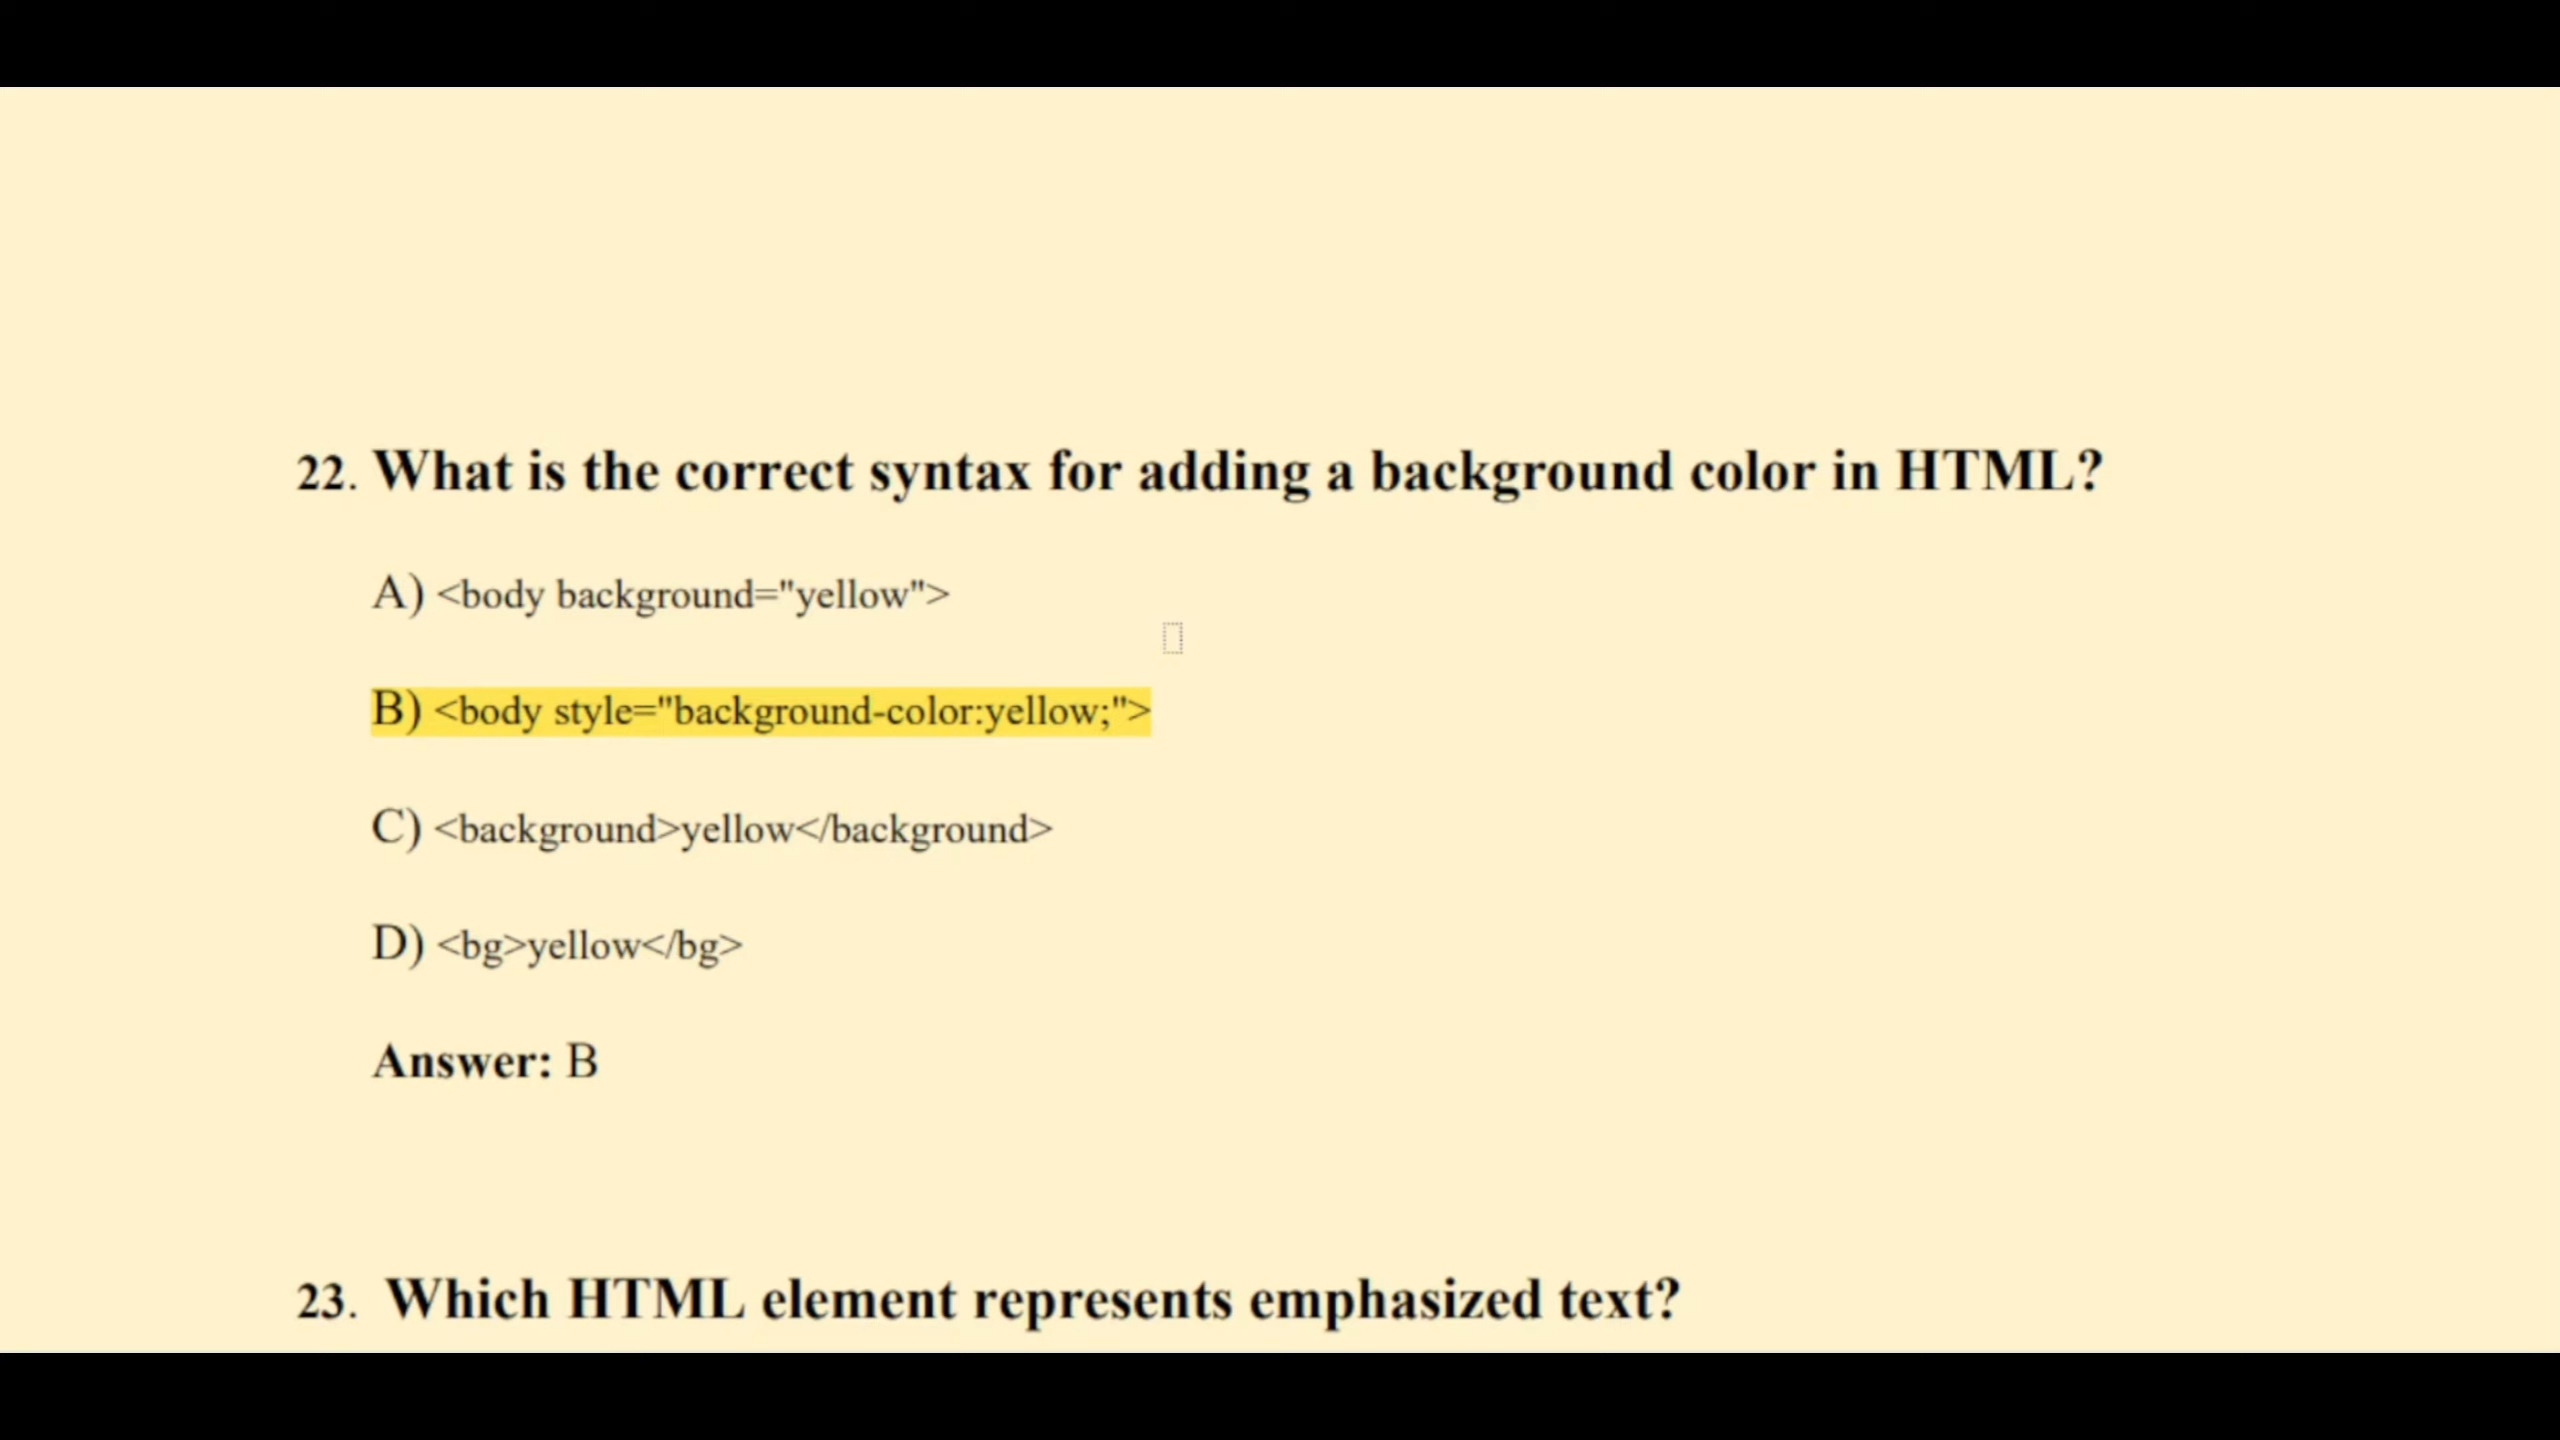 22. What is the correct syntax for adding a background color in HTML?
A) <body background="yellow">
B) <body style="background-color:yellow;">
C) <background>yellow</background>
D) <bg>yellow</bg>
Answer: B
23. Which HTML element represents emphasized text?